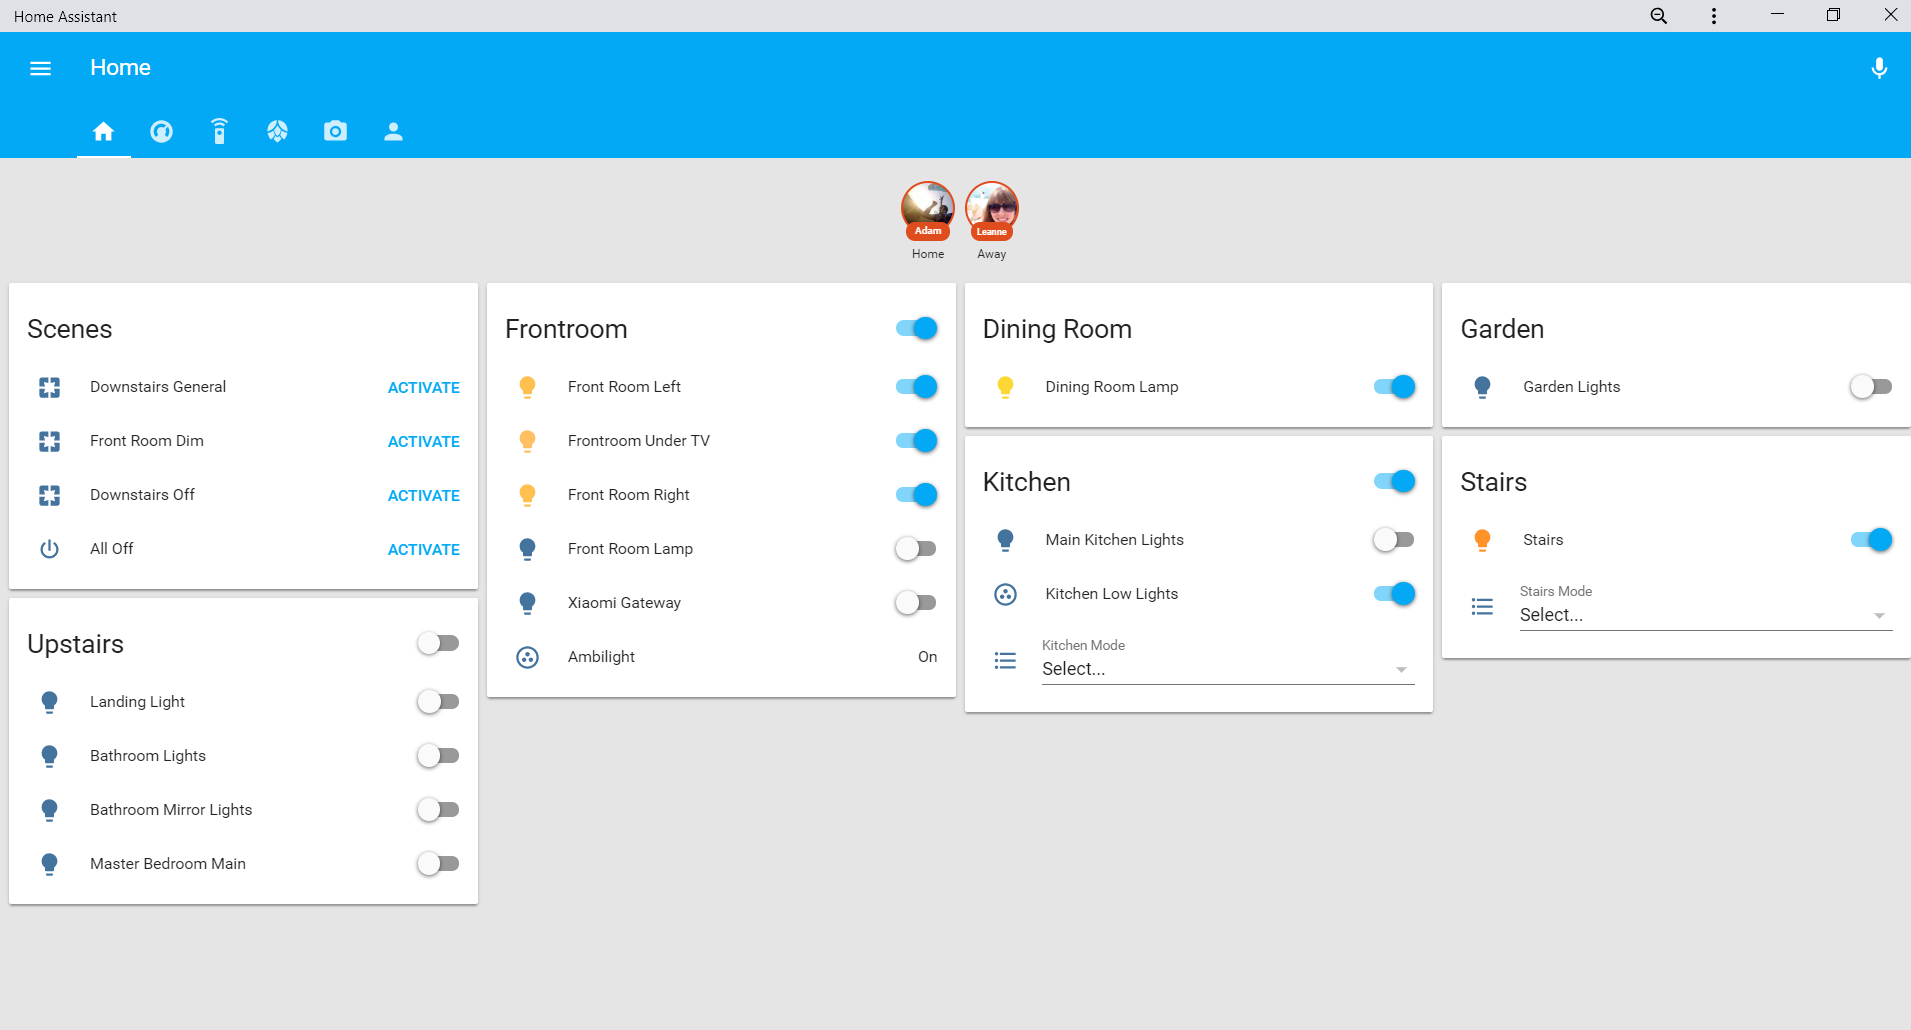 Home Assistant
Home
Adam
Home
Leanne
Away
Scenes
Downstairs General ACTIVATE
Front Room Dim ACTIVATE
Downstairs Off ACTIVATE
All Off ACTIVATE
Upstairs
Landing Light
Bathroom Lights
Bathroom Mirror Lights
Master Bedroom Main
Frontroom
Front Room Left
Frontroom Under TV
Front Room Right
Front Room Lamp
Xiaomi Gateway
Ambilight On
Dining Room
Dining Room Lamp
Kitchen
Main Kitchen Lights
Kitchen Low Lights
Kitchen Mode
Select...
Garden
Garden Lights
Stairs
Stairs
Stairs Mode
Select...